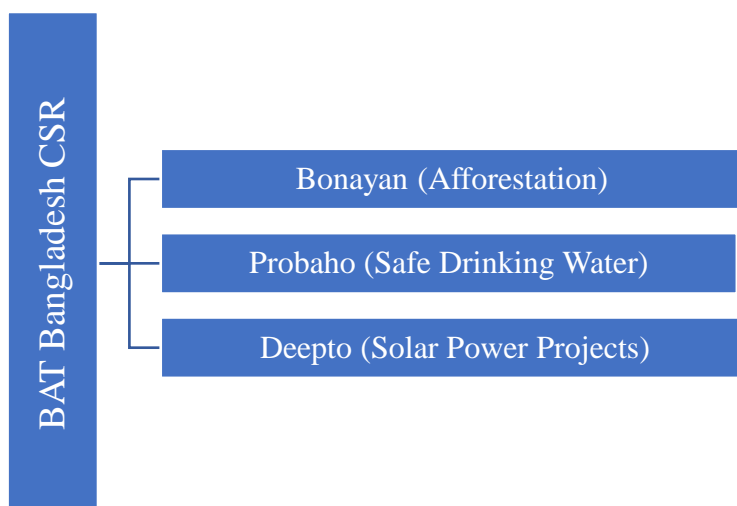 BAT Bangladesh CSR
Bonayan (Afforestation)
Probaho (Safe Drinking Water)
Deepto (Solar Power Projects)